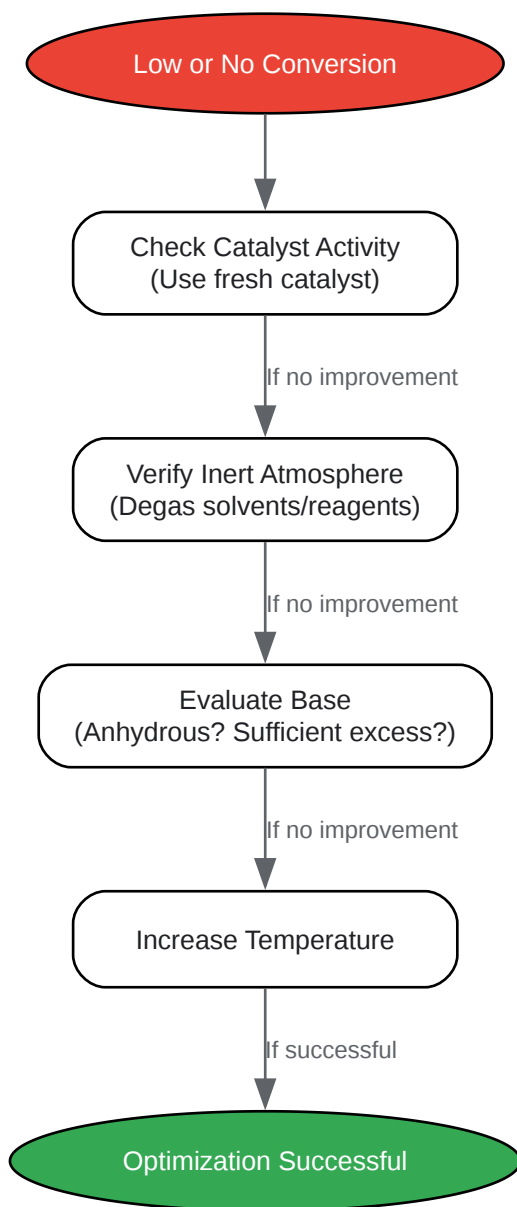 Low or No Conversion
Check Catalyst Activity
(Use fresh catalyst)
If no improvement
Verify Inert Atmosphere
(Degas solvents/reagents)
If no improvement
Evaluate Base
(Anhydrous? Sufficient excess?)
If no improvement
Increase Temperature
If successful
Optimization Successful